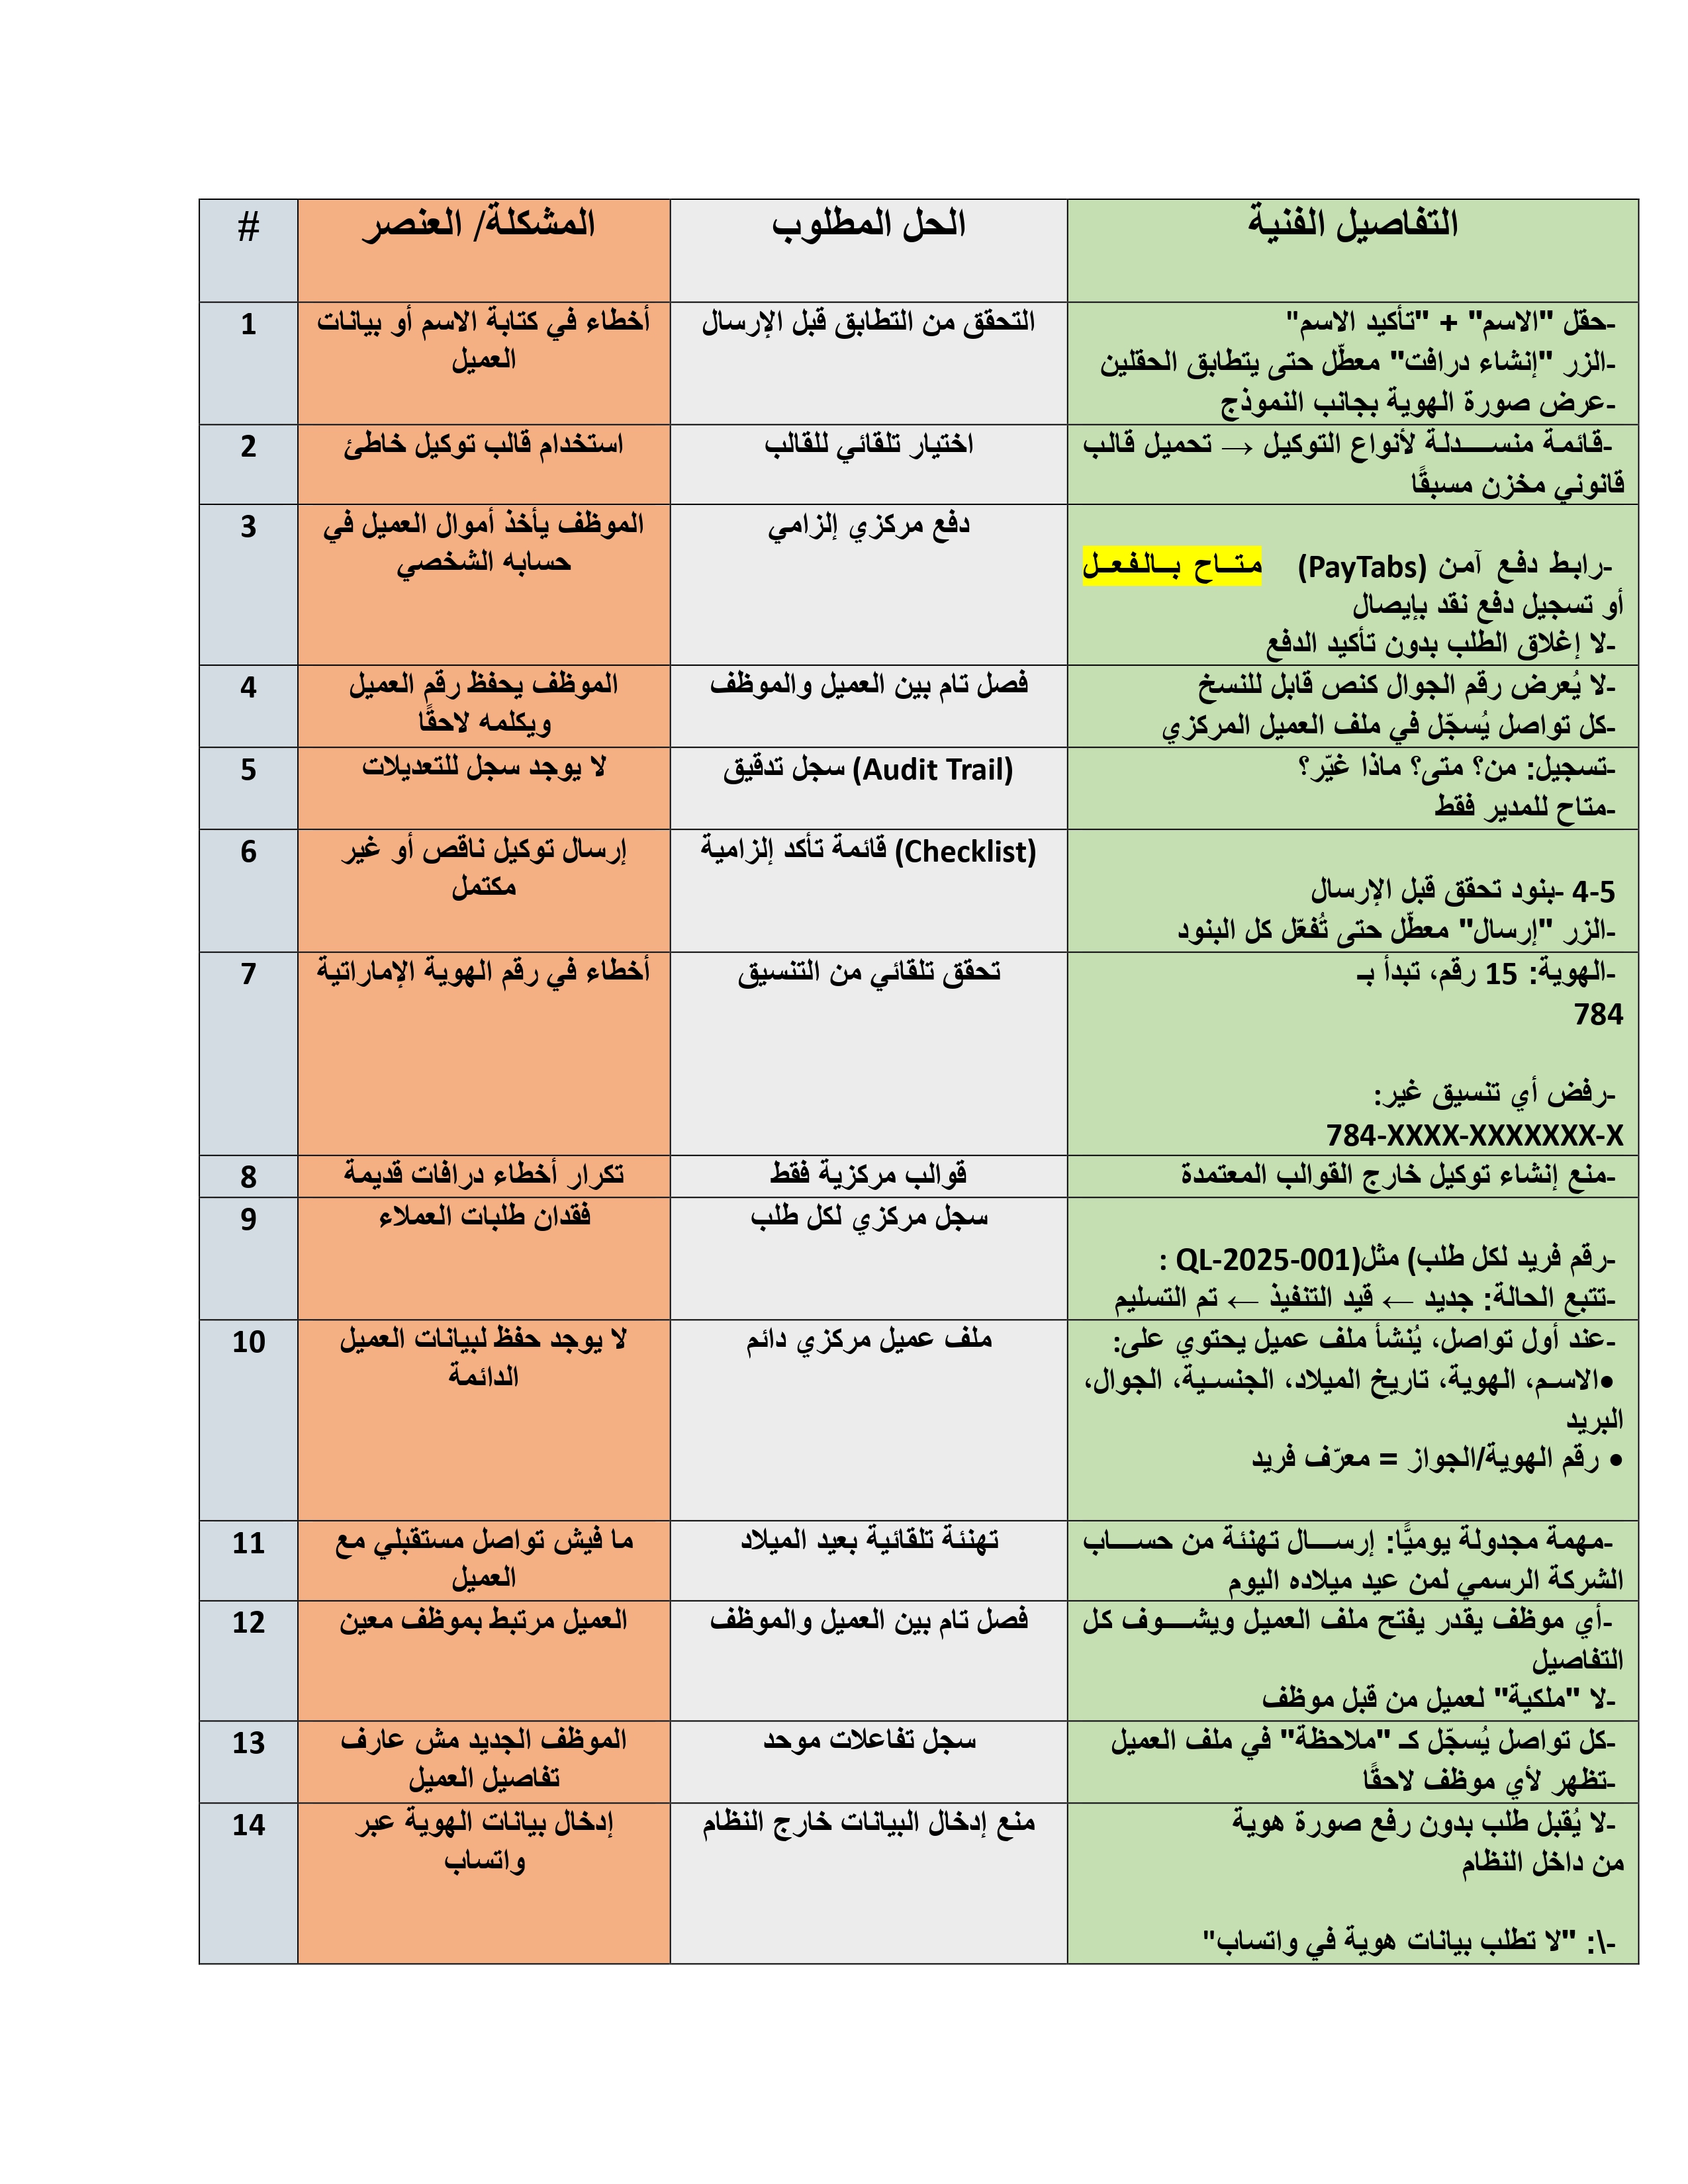 # المشكلة/ العنصر الحل المطلوب التفاصيل الفنية
1
أخطاء في كتابة الاسم أو بيانات
العميل
التحقق من التطابق قبل الإرسال
-حقل "الاسم" + "تأكيد الاسم"
-الزر "إنشاء درافت" معطّل حتى يتطابق الحقلين
-عرض صورة الهوية بجانب النموذج
2
استخدام قالب توكيل خاطئ
اختيار تلقائي للقالب
-قائمة منسدلة لأنواع التوكيل → تحميل قالب
قانوني مخزن مسبقًا
3
الموظف يأخذ أموال العميل في
حسابه الشخصي
دفع مركزي إلزامي
-رابط دفع آمن (PayTabs) متاح بالفعل
أو تسجيل دفع نقد بإيصال
-لا إغلاق الطلب بدون تأكيد الدفع
4
الموظف يحفظ رقم العميل
ويكلمه لاحقًا
فصل تام بين العميل والموظف
-لا يُعرض رقم الجوال كنص قابل للنسخ
-كل تواصل يُسجّل في ملف العميل المركزي
5
لا يوجد سجل للتعديلات
سجل تدقيق (Audit Trail)
-تسجيل: من؟ متى؟ ماذا غيّر؟
-متاح للمدير فقط
6
إرسال توكيل ناقص أو غير
مكتمل
قائمة تأكد إلزامية (Checklist)
4-5 -بنود تحقق قبل الإرسال
-الزر "إرسال" معطّل حتى تُفعّل كل البنود
7
أخطاء في رقم الهوية الإماراتية
تحقق تلقائي من التنسيق
-الهوية: 15 رقم، تبدأ بـ
784
-رفض أي تنسيق غير:
784-XXXX-XXXXXXX-X
8
تكرار أخطاء درافات قديمة
قوالب مركزية فقط
-منع إنشاء توكيل خارج القوالب المعتمدة
9
فقدان طلبات العملاء
سجل مركزي لكل طلب
-رقم فريد لكل طلب) مثل(QL-2025-001 :
-تتبع الحالة: جديد ← قيد التنفيذ ← تم التسليم
10
لا يوجد حفظ لبيانات العميل
الدائمة
ملف عميل مركزي دائم
-عند أول تواصل، يُنشأ ملف عميل يحتوي على:
•الاسم، الهوية، تاريخ الميلاد، الجنسية، الجوال،
البريد
• رقم الهوية/الجواز = معرّف فريد
11
ما فيش تواصل مستقبلي مع
العميل
تهنئة تلقائية بعيد الميلاد
-مهمة مجدولة يوميًّا: إرسال تهنئة من حساب
الشركة الرسمي لمن عيد ميلاده اليوم
12
العميل مرتبط بموظف معين
فصل تام بين العميل والموظف
-أي موظف يقدر يفتح ملف العميل ويشوف كل
التفاصيل
-لا "ملكية" لعميل من قبل موظف
13
الموظف الجديد مش عارف
تفاصيل العميل
سجل تفاعلات موحد
-كل تواصل يُسجّل كـ "ملاحظة" في ملف العميل
-تظهر لأي موظف لاحقًا
14
إدخال بيانات الهوية عبر
واتساب
منع إدخال البيانات خارج النظام
-لا يُقبل طلب بدون رفع صورة هوية
من داخل النظام
-\: "لا تطلب بيانات هوية في واتساب"